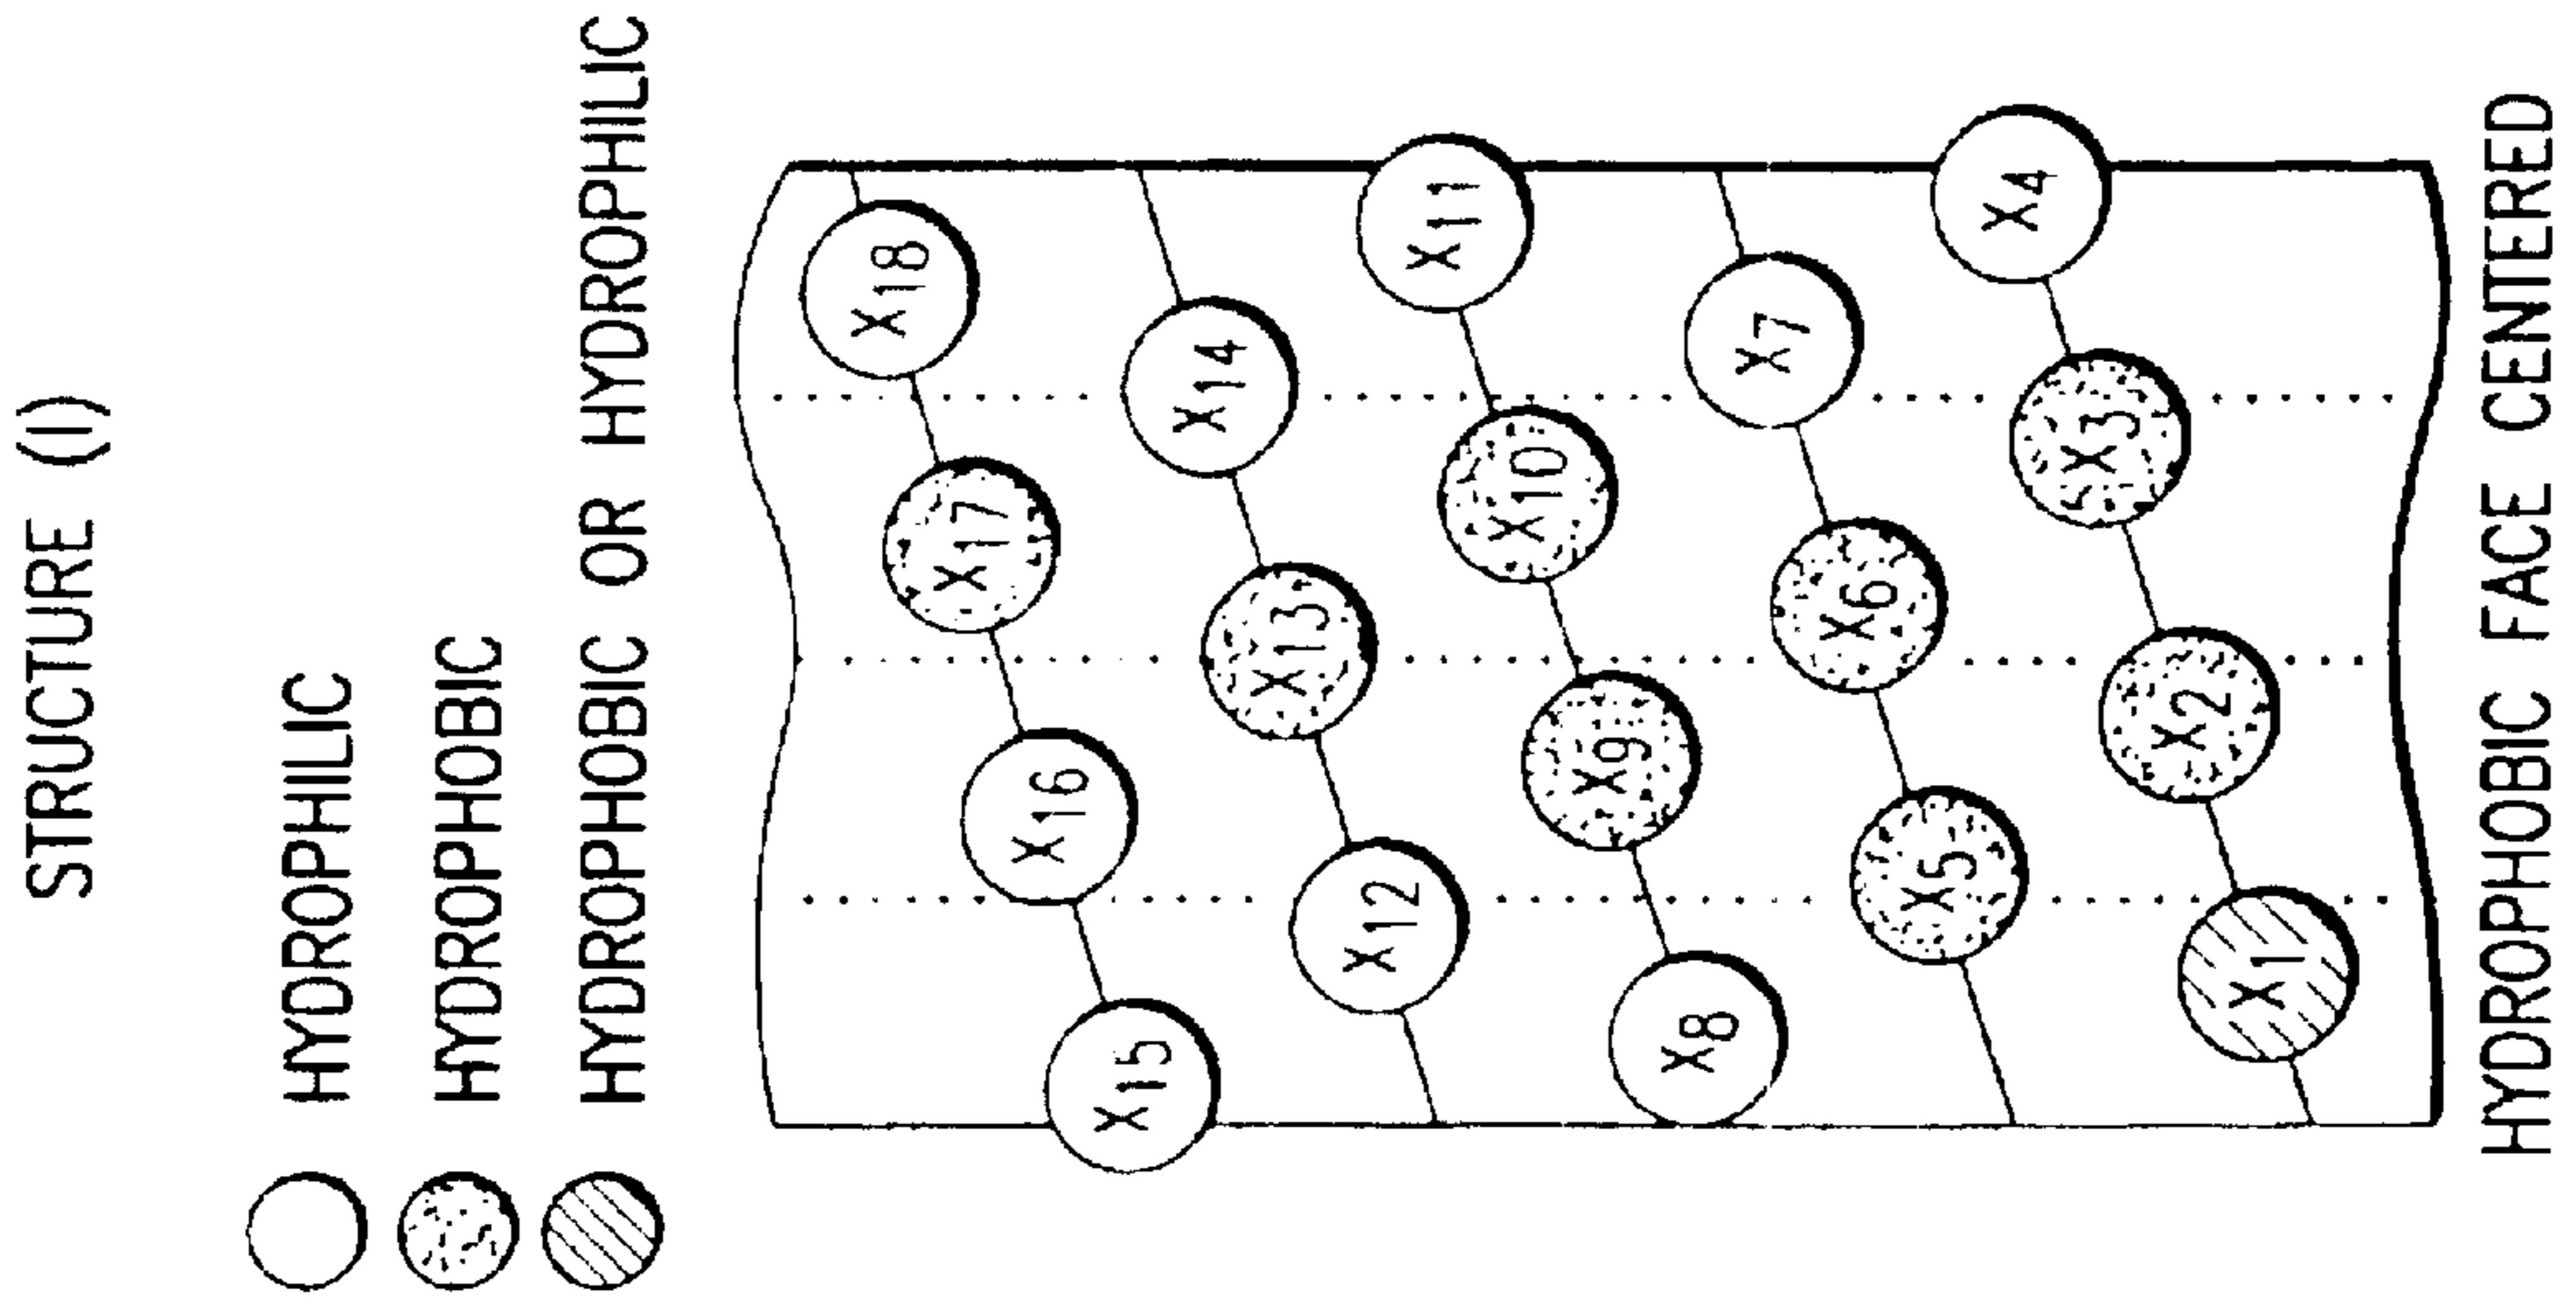 STRUCTURE (I)
HYDROPHILIC
HYDROPHOBIC
HYDROPHOBIC OR HYDROPHILIC
X15 X16 X17 X18
X12 X13 X14
X8 X9 X10 X11
X5 X6 X7
X1 X2 X3 X4
HYDROPHOBIC FACE CENTERED